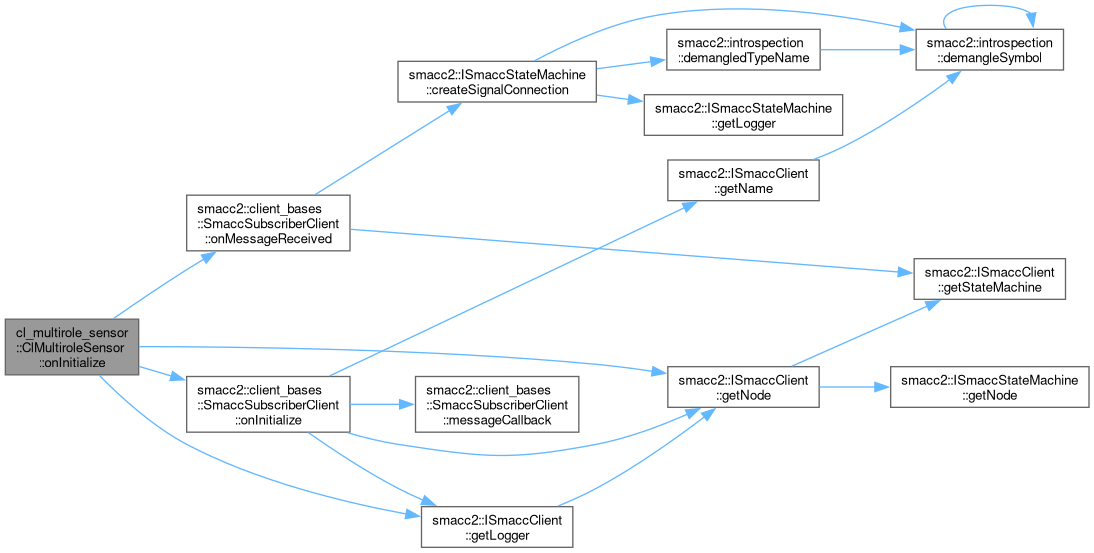 smacc2::introspection
::demangleSymbol
smacc2::introspection
::demangledTypeName
smacc2::ISmaccStateMachine
::createSignalConnection
smacc2::ISmaccStateMachine
::getLogger
smacc2::ISmaccClient
::getName
smacc2::client_bases
::SmaccSubscriberClient
::onMessageReceived
smacc2::ISmaccClient
::getStateMachine
cl_multirole_sensor
::ClMultiroleSensor
::onInitialize
smacc2::client_bases
::SmaccSubscriberClient
::onInitialize
smacc2::client_bases
::SmaccSubscriberClient
::messageCallback
smacc2::ISmaccClient
::getNode
smacc2::ISmaccStateMachine
::getNode
smacc2::ISmaccClient
::getLogger